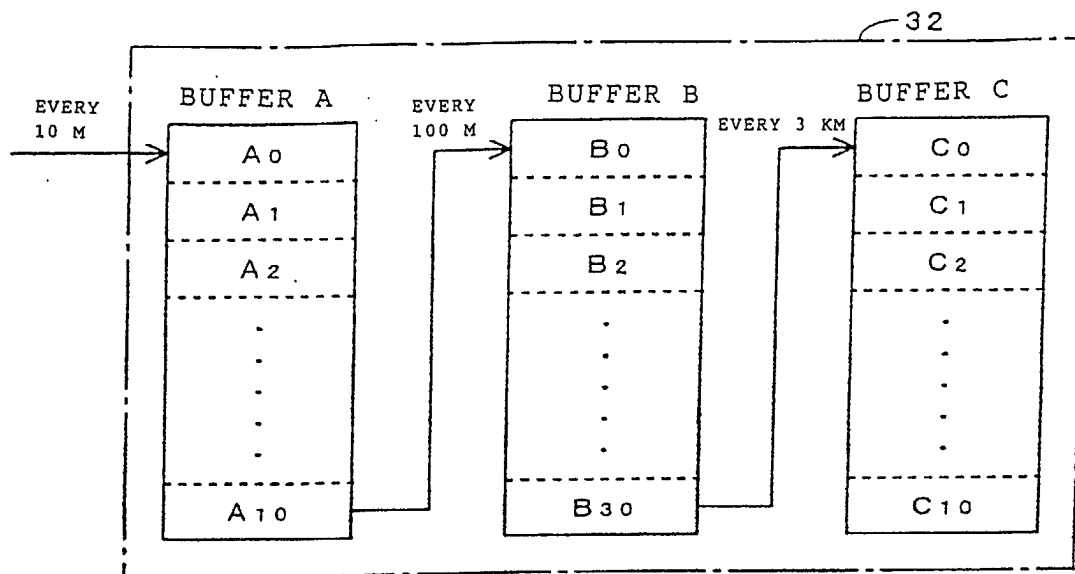 32
BUFFER A
BUFFER B
BUFFER C
EVERY
10 M
EVERY
100 M
EVERY 3 KM
A0
A1
A2
A10
B0
B1
B2
B30
C0
C1
C2
C10